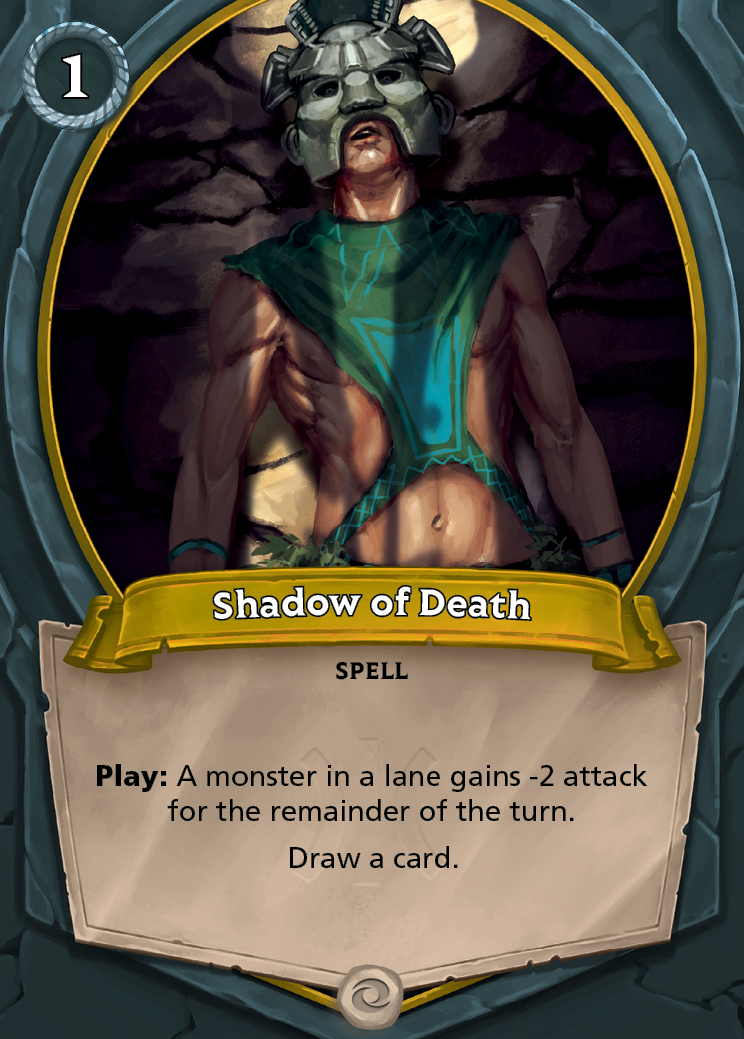 1
Shadow of Death
SPELL
Play: A monster in a lane gains -2 attack
for the remainder of the turn.
Draw a card.